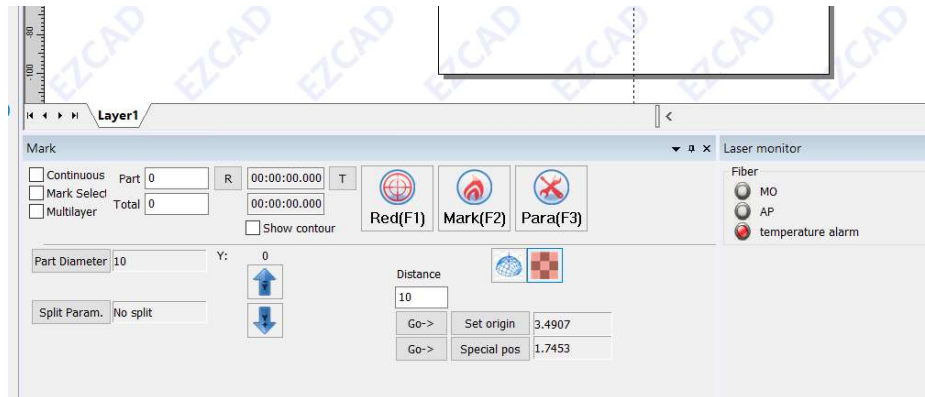 EZCAD EZCAD EZCAD EZCAD EZCAD EZCAD EZCAD
-80
-100
Layer1
Mark
Laser monitor
Continuous Part 0 R 00:00:00.000 T
Mark Select
Multilayer Total 0 00:00:00.000
Show contour
Red(F1) Mark(F2) Para(F3)
Fiber
MO
AP
temperature alarm
Part Diameter 10 Y: 0
Y
Split Param. No split
Y
Distance
10
Go-> Set origin 3.4907
Go-> Special pos 1.7453